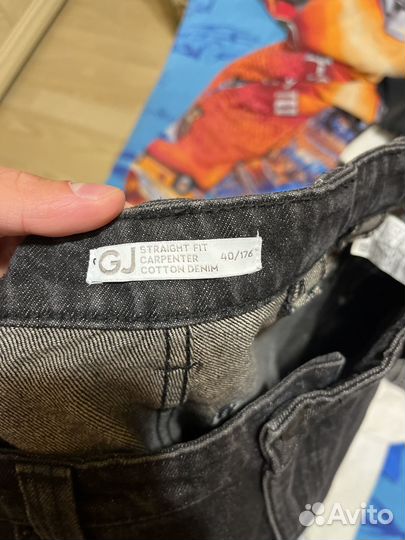 GJ
STRAIGHT FIT
CARPENTER 40/176
COTTON DENIM
Avito